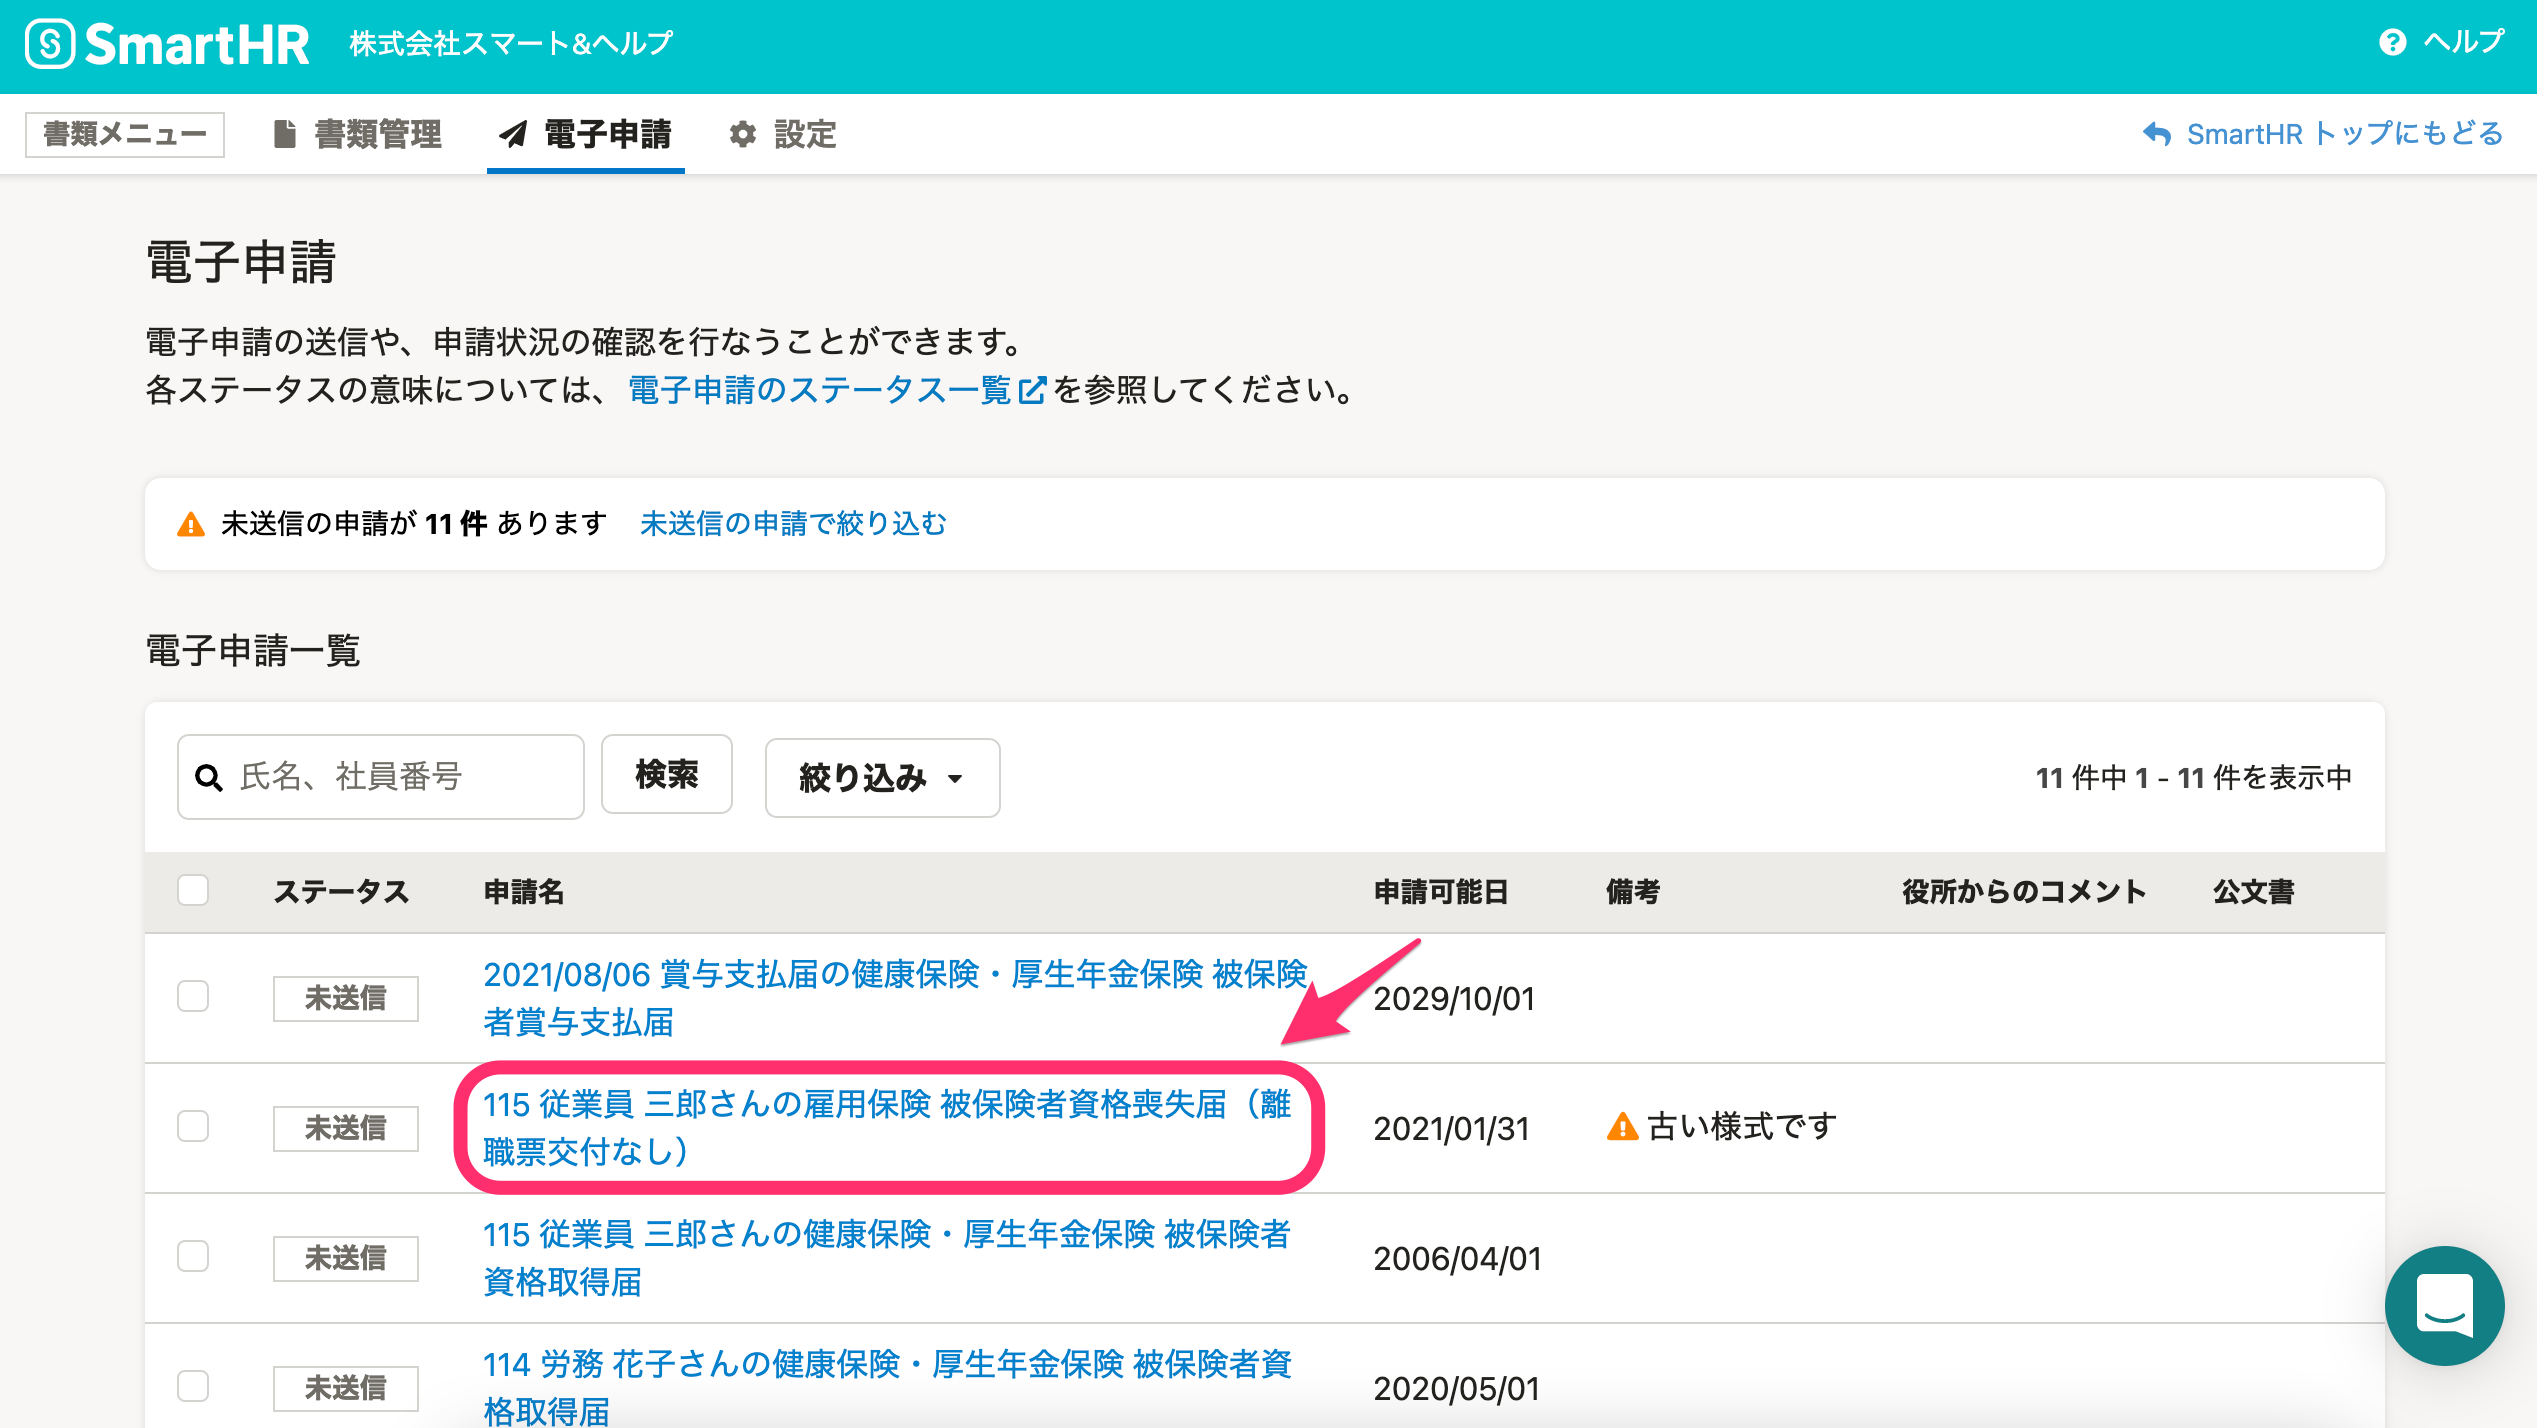 SmartHR 株式会社スマート&ヘルプ ヘルプ
書類メニュー 書類管理 電子申請 設定 SmartHR トップにもどる
電子申請
電子申請の送信や、申請状況の確認を行なうことができます。
各ステータスの意味については、電子申請のステータス一覧を参照してください。
未送信の申請が 11 件 あります 未送信の申請で絞り込む
電子申請一覧
氏名、社員番号 検索 絞り込み 11 件中 1 - 11 件を表示中
ステータス 申請名 申請可能日 備考 役所からのコメント 公文書
未送信 2021/08/06 賞与支払届の健康保険・厚生年金保険 被保険 2029/10/01
者賞与支払届
未送信 115 従業員 三郎さんの雇用保険 被保険者資格喪失届（離 2021/01/31 古い様式です
職票交付なし）
未送信 115 従業員 三郎さんの健康保険・厚生年金保険 被保険者 2006/04/01
資格取得届
未送信 114 労務 花子さんの健康保険・厚生年金保険 被保険者資 2020/05/01
格取得届